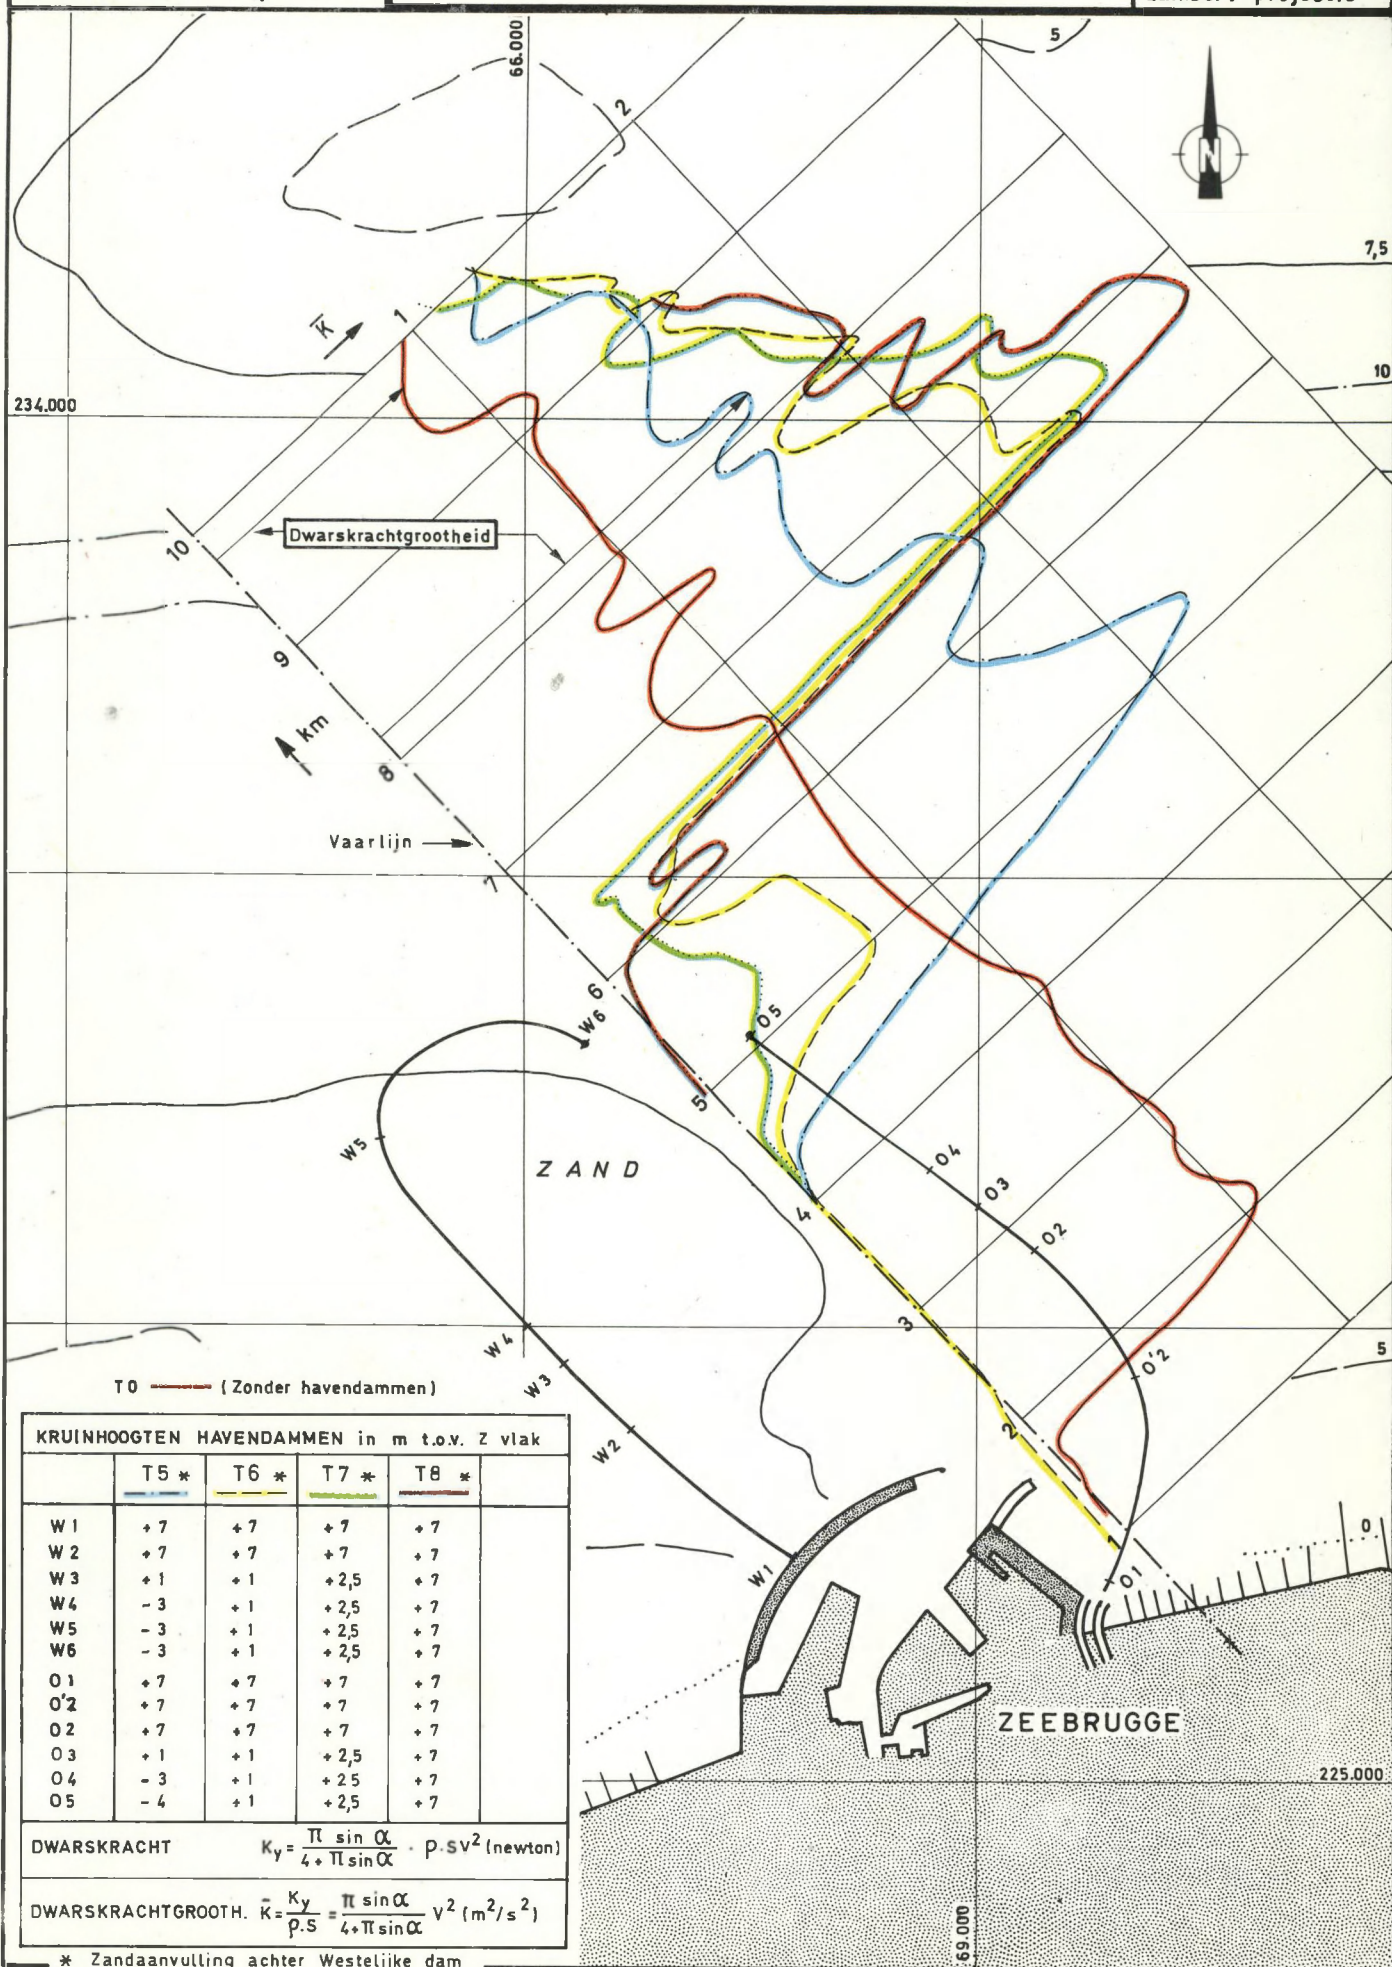 66.000
5
2
N
7,5
K̅
1
10
234.000
Dwarskrachtgrootheid
10
9
km
8
Vaarlijn
7
6
W6
O5
5
W5
ZAND
O4
O3
4
O2
3
W4
O'2
5
W3
T0 (Zonder havendammen)
2
W2
KRUINHOOGTEN HAVENDAMMEN in m t.o.v. Z vlak
T5 * T6 * T7 * T8 *
W1 +7 +7 +7 +7
W2 +7 +7 +7 +7
W3 +1 +1 +2,5 +7
W4 -3 +1 +2,5 +7
W5 -3 +1 +2,5 +7
W6 -3 +1 +2,5 +7
O1 +7 +7 +7 +7
O'2 +7 +7 +7 +7
O2 +7 +7 +7 +7
O3 +1 +1 +2,5 +7
O4 -3 +1 +25 +7
O5 -4 +1 +2,5 +7
0
1
W1
O1
ZEEBRUGGE
225.000
DWARSKRACHT Ky = π sin α / 4+π sin α · ρ.sv² (newton)
DWARSKRACHTGROOTH. K̄ = Ky / ρ.s = π sin α / 4+π sin α V² (m²/s²)
69.000
* Zandaanvulling achter Westelijke dam